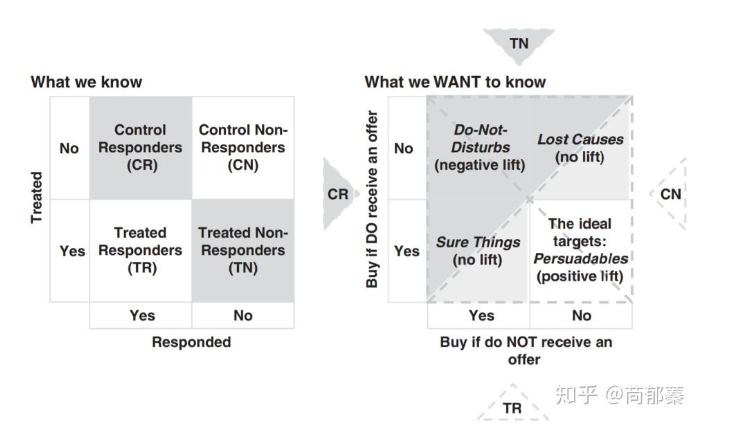 TN
What we know
What we WANT to know
Treated
No
Control
Responders
(CR)
Control Non-
Responders
(CN)
Yes
Treated
Responders
(TR)
Treated Non-
Responders
(TN)
Yes
No
Responded
CR
Buy if DO receive an offer
No
Do-Not-
Disturbs
(negative lift)
Lost Causes
(no lift)
Yes
Sure Things
(no lift)
The ideal
targets:
Persuadables
(positive lift)
Yes
No
Buy if do NOT receive an
offer
CN
TR
知乎 @茼郁蓁